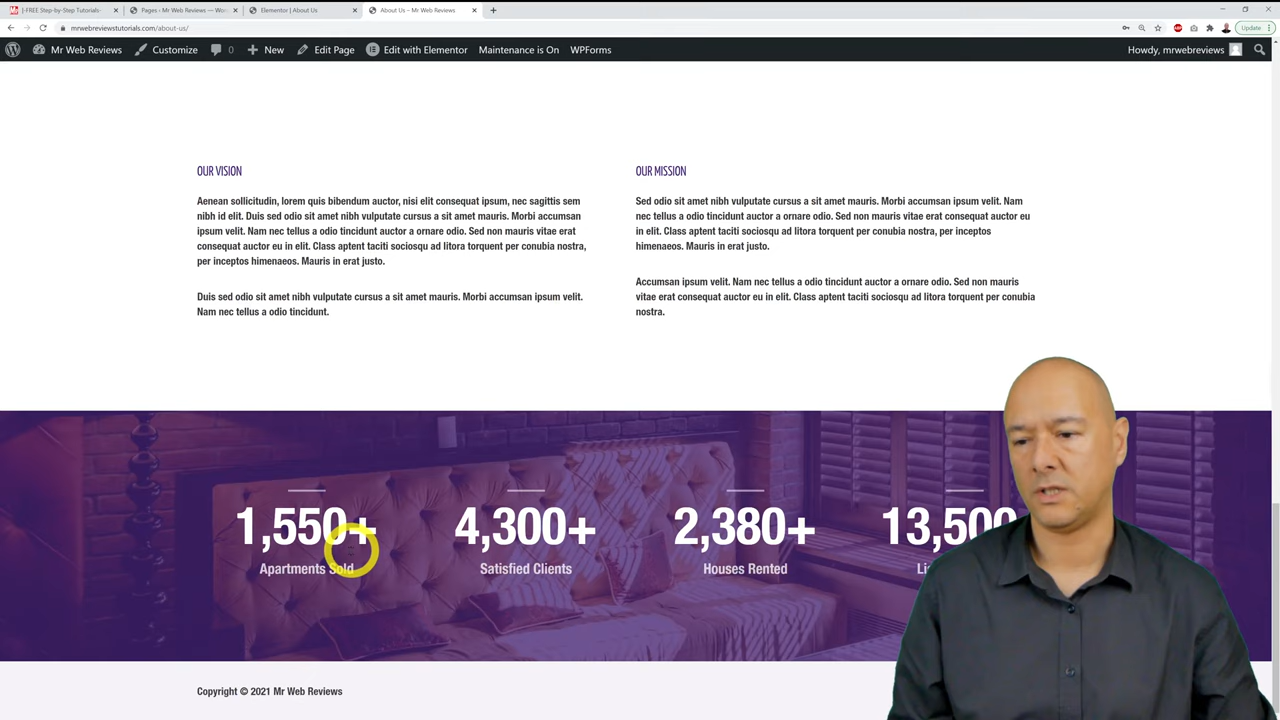 |-FREE Step-by-Step Tutorials-
Pages ‹ Mr Web Reviews — Wor
Elementor | About Us
About Us – Mr Web Reviews
mrwebreviewstutorials.com/about-us/
Update
Mr Web Reviews
Customize
0
New
Edit Page
Edit with Elementor
Maintenance is On
WPForms
Howdy, mrwebreviews
OUR VISION
Aenean sollicitudin, lorem quis bibendum auctor, nisi elit consequat ipsum, nec sagittis sem
nibh id elit. Duis sed odio sit amet nibh vulputate cursus a sit amet mauris. Morbi accumsan
ipsum velit. Nam nec tellus a odio tincidunt auctor a ornare odio. Sed non mauris vitae erat
consequat auctor eu in elit. Class aptent taciti sociosqu ad litora torquent per conubia nostra,
per inceptos himenaeos. Mauris in erat justo.
Duis sed odio sit amet nibh vulputate cursus a sit amet mauris. Morbi accumsan ipsum velit.
Nam nec tellus a odio tincidunt.
OUR MISSION
Sed odio sit amet nibh vulputate cursus a sit amet mauris. Morbi accumsan ipsum velit. Nam
nec tellus a odio tincidunt auctor a ornare odio. Sed non mauris vitae erat consequat auctor eu
in elit. Class aptent taciti sociosqu ad litora torquent per conubia nostra, per inceptos
himenaeos. Mauris in erat justo.
Accumsan ipsum velit. Nam nec tellus a odio tincidunt auctor a ornare odio. Sed non mauris
vitae erat consequat auctor eu in elit. Class aptent taciti sociosqu ad litora torquent per conubia
nostra.
1,550+
Apartments Sold
4,300+
Satisfied Clients
2,380+
Houses Rented
13,500
Li
Copyright © 2021 Mr Web Reviews